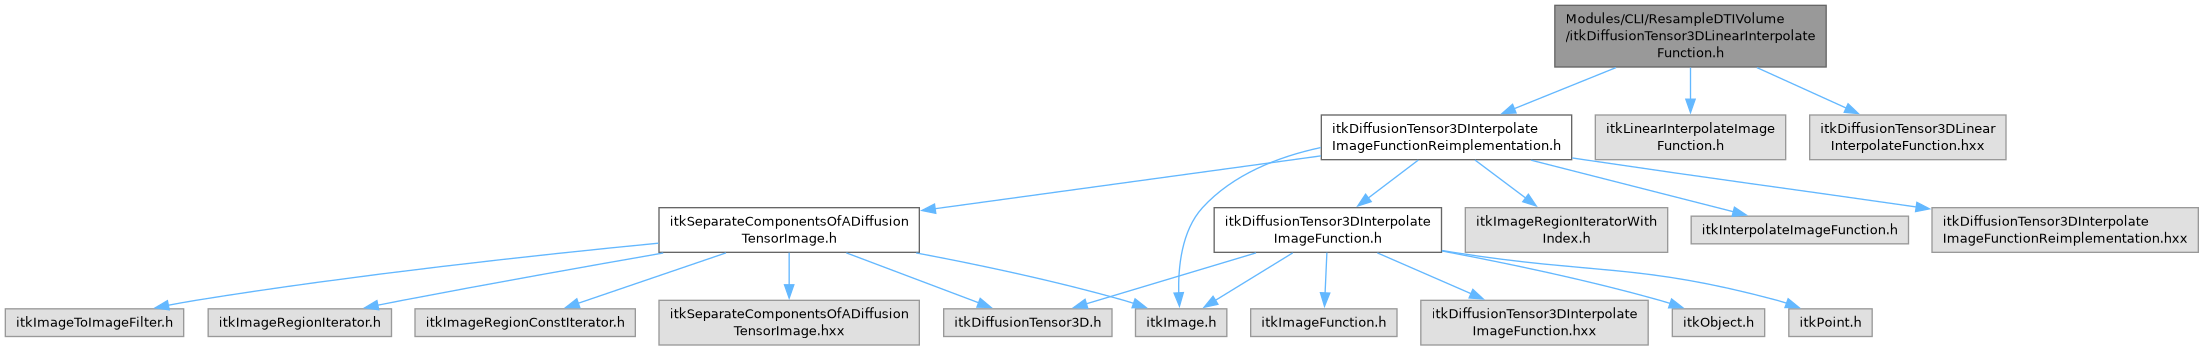 Modules/CLI/ResampleDTIVolume
/itkDiffusionTensor3DLinearInterpolate
Function.h
itkDiffusionTensor3DInterpolate
ImageFunctionReimplementation.h
itkLinearInterpolateImage
Function.h
itkDiffusionTensor3DLinear
InterpolateFunction.hxx
itkSeparateComponentsOfADiffusion
TensorImage.h
itkDiffusionTensor3DInterpolate
ImageFunction.h
itkImageRegionIteratorWith
Index.h
itkInterpolateImageFunction.h
itkDiffusionTensor3DInterpolate
ImageFunctionReimplementation.hxx
itkImageToImageFilter.h
itkImageRegionIterator.h
itkImageRegionConstIterator.h
itkSeparateComponentsOfADiffusion
TensorImage.hxx
itkDiffusionTensor3D.h
itkImage.h
itkImageFunction.h
itkDiffusionTensor3DInterpolate
ImageFunction.hxx
itkObject.h
itkPoint.h